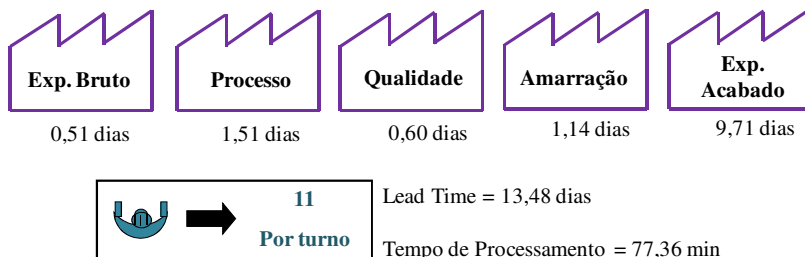 Exp. Bruto
Processo
Qualidade
Amarração
Exp.
Acabado
0,51 dias
1,51 dias
0,60 dias
1,14 dias
9,71 dias
11
Por turno
Lead Time = 13,48 dias
Tempo de Processamento = 77,36 min